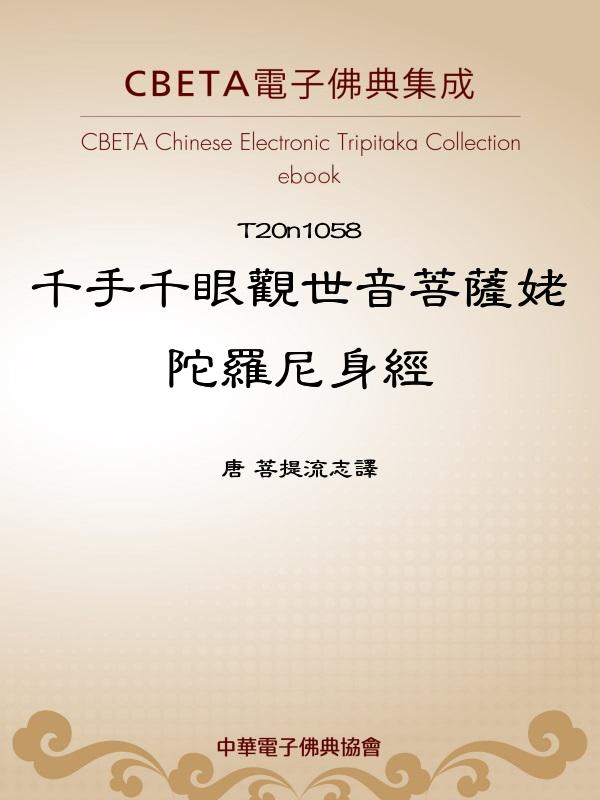 CBETA電子佛典集成
CBETA Chinese Electronic Tripitaka Collection
ebook
T20n1058
千手千眼觀世音菩薩姥
陀羅尼身經
唐 菩提流志譯
中華電子佛典協會